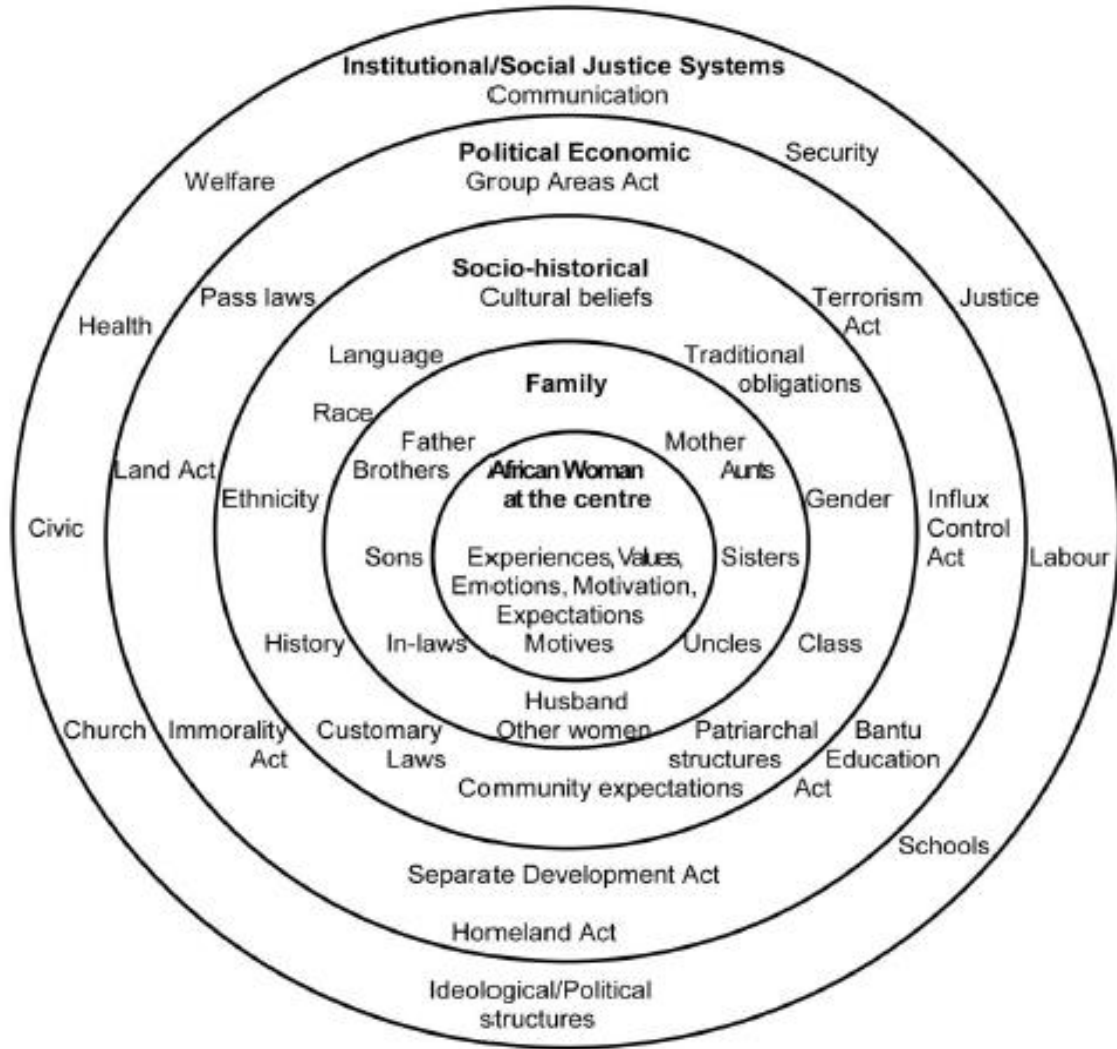 Institutional/Social Justice Systems
Communication
Security
Welfare
Political Economic
Group Areas Act
Socio-historical
Cultural beliefs
Pass laws
Terrorism
Act
Justice
Health
Language
Traditional
obligations
Family
Race
Father
Mother
Brothers
African Woman
at the centre
Aunts
Land Act
Ethnicity
Gender
Influx
Control
Act
Civic
Sons
Experiences, Values,
Emotions, Motivation,
Expectations
Motives
Sisters
Labour
History
In-laws
Uncles
Class
Husband
Other women
Church
Immorality
Act
Customary
Laws
Patriarchal
structures
Bantu
Education
Act
Community expectations
Schools
Separate Development Act
Homeland Act
Ideological/Political
structures